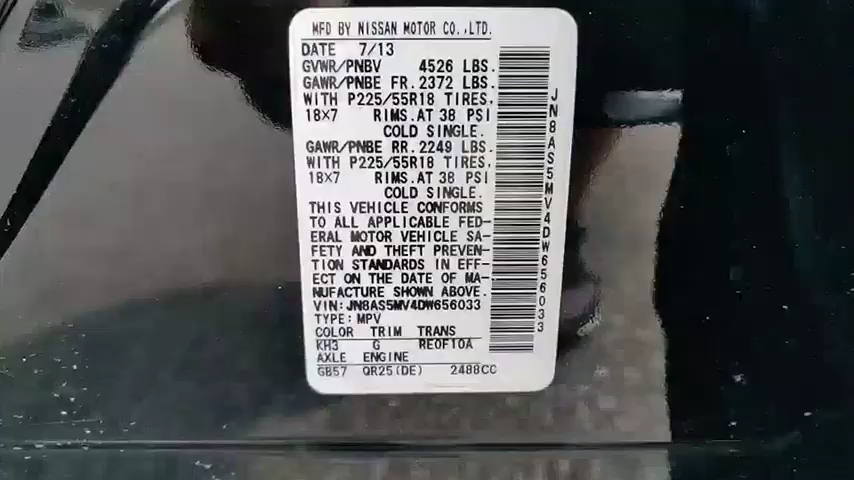 MFD BY NISSAN MOTOR CO.,LTD.
DATE 7/13
GVWR/PNBV 4526 LBS.
GAWR/PNBE FR. 2372 LBS.
WITH P225/55R18 TIRES,
18X7 RIMS.AT 38 PSI
COLD SINGLE.
GAWR/PNBE RR. 2249 LBS.
WITH P225/55R18 TIRES,
18X7 RIMS.AT 38 PSI
COLD SINGLE.
THIS VEHICLE CONFORMS
TO ALL APPLICABLE FED-
ERAL MOTOR VEHICLE SA-
FETY AND THEFT PREVEN-
TION STANDARDS IN EFF-
ECT ON THE DATE OF MA-
NUFACTURE SHOWN ABOVE.
VIN: JN8AS5MV4DW656033
TYPE: MPV
COLOR TRIM TRANS
KH3 G RE0F10A
AXLE ENGINE
GB57 QR25(DE) 2488CC
JN8AS5MV4DW656033